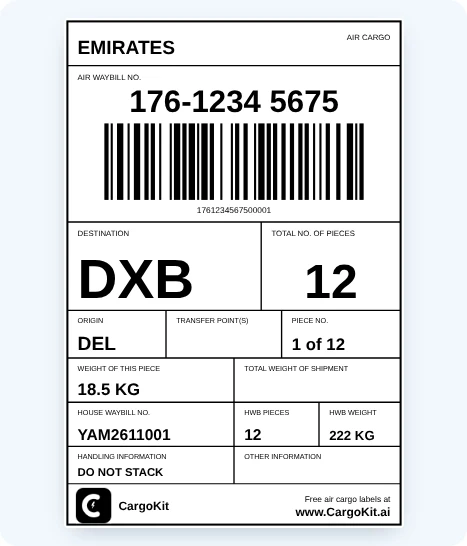 EMIRATES
AIR CARGO
AIR WAYBILL NO.
176-1234 5675
1761234567500001
DESTINATION
TOTAL NO. OF PIECES
DXB
12
ORIGIN
TRANSFER POINT(S)
PIECE NO.
DEL
1 of 12
WEIGHT OF THIS PIECE
TOTAL WEIGHT OF SHIPMENT
18.5 KG
HOUSE WAYBILL NO.
HWB PIECES
HWB WEIGHT
YAM2611001
12
222 KG
HANDLING INFORMATION
OTHER INFORMATION
DO NOT STACK
CargoKit
Free air cargo labels at
www.CargoKit.ai